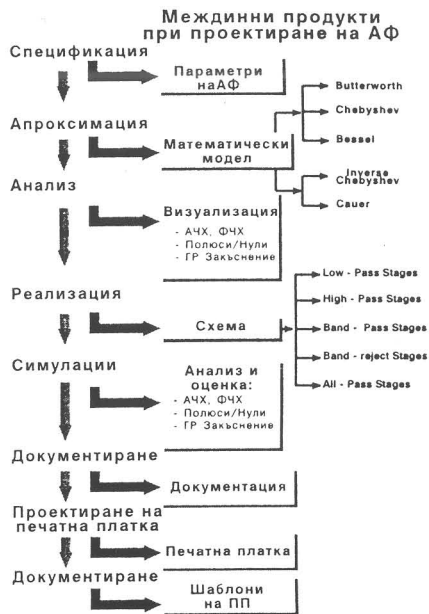 Междинни продукти
при проектиране на АФ
Спецификация
Параметри
наАФ
Апроксимация
Математически
модел
Butterworth
Chebyshev
Bessel
Inverse
Chebyshev
Cauer
Анализ
Визуализация
- АЧХ, ФЧХ
- Полюси/Нули
- ГР Закъснение
Реализация
Схема
Low - Pass Stages
High - Pass Stages
Band - Pass Stages
Band - reject Stages
All - Pass Stages
Симулации
Анализ и
оценка:
- АЧХ, ФЧХ
- Полюси/Нули
- ГР Закъснение
Документиране
Документация
Проектиране на
печатна платка
Печатна платка
Документиране
Шаблони
на ПП